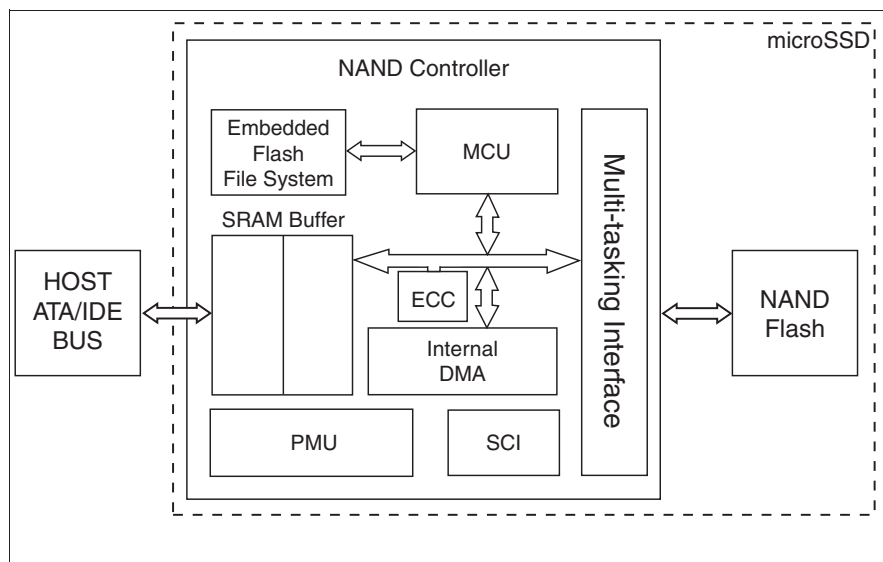 microSSD
NAND Controller
Embedded
Flash
File System
MCU
SRAM Buffer
Multi-tasking Interface
HOST
ATA/IDE
BUS
ECC
NAND
Flash
Internal
DMA
PMU
SCI